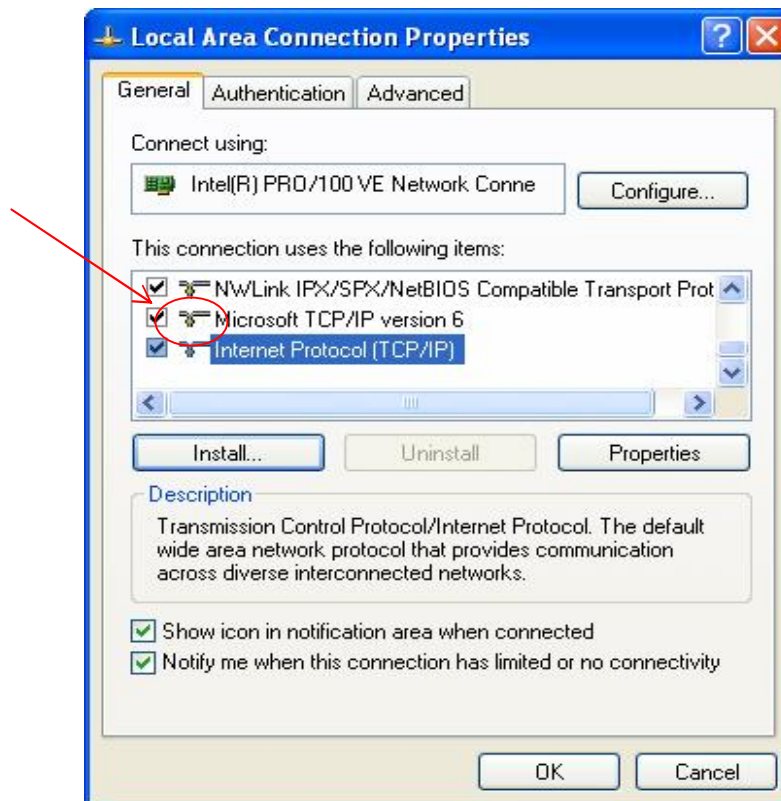 Local Area Connection Properties
General Authentication Advanced
Connect using:
Intel(R) PRO/100 VE Network Conne
Configure...
This connection uses the following items:
NWLink IPX/SPX/NetBIOS Compatible Transport Prot
Microsoft TCP/IP version 6
Internet Protocol (TCP/IP)
Install... Uninstall Properties
Description
Transmission Control Protocol/Internet Protocol. The default
wide area network protocol that provides communication
across diverse interconnected networks.
Show icon in notification area when connected
Notify me when this connection has limited or no connectivity
OK Cancel